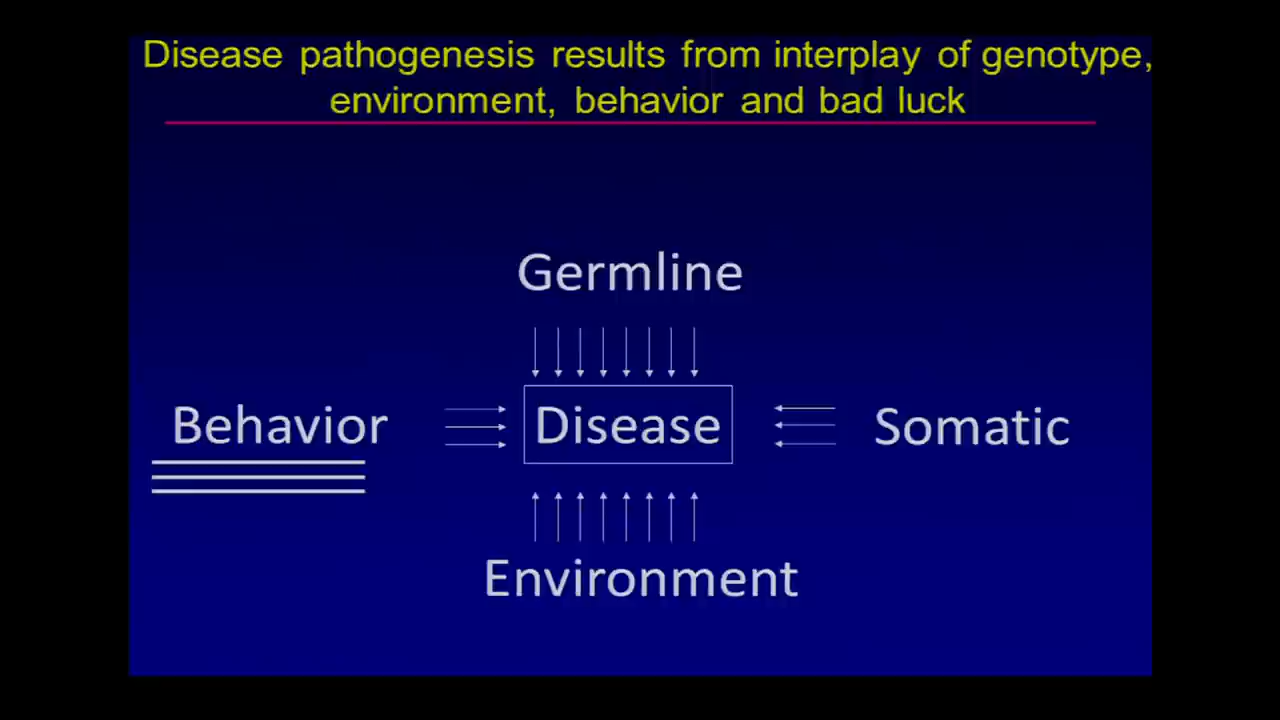 Disease pathogenesis results from interplay of genotype,
environment, behavior and bad luck
Germline
Behavior
Disease
Somatic
Environment